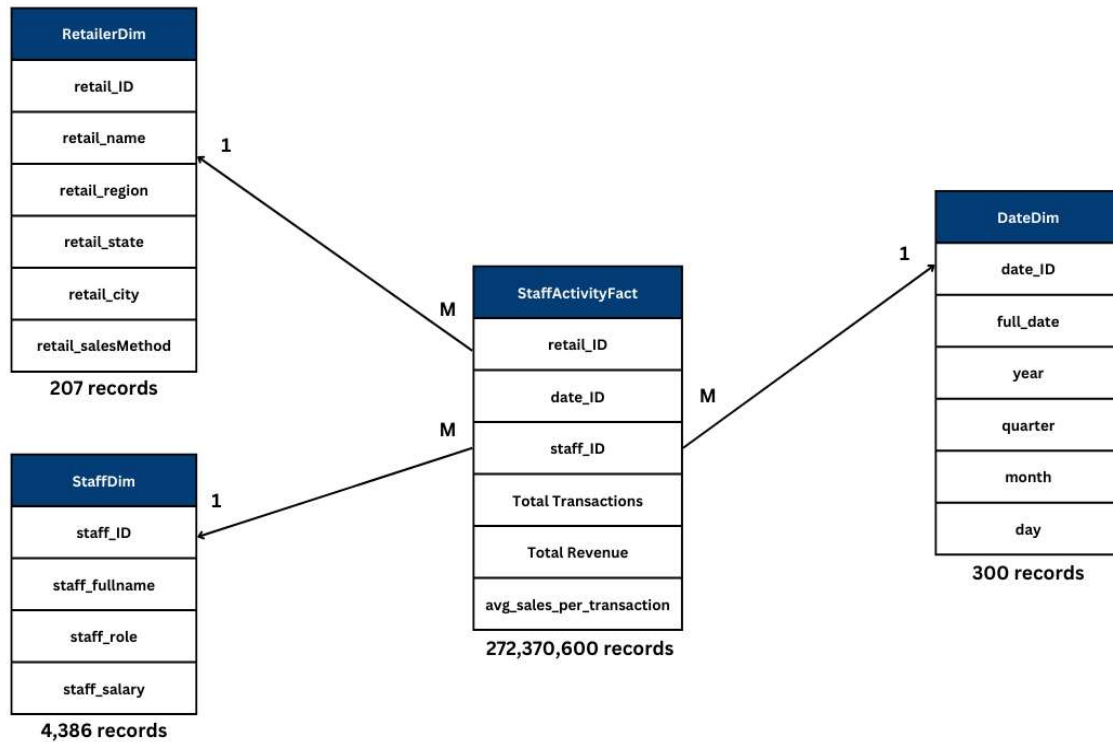 RetailerDim
retail_ID
retail_name
retail_region
retail_state
retail_city
retail_salesMethod
207 records
1
M
StaffDim
staff_ID
staff_fullname
staff_role
staff_salary
4,386 records
1
M
StaffActivityFact
retail_ID
date_ID
staff_ID
Total Transactions
Total Revenue
avg_sales_per_transaction
272,370,600 records
M
1
DateDim
date_ID
full_date
year
quarter
month
day
300 records